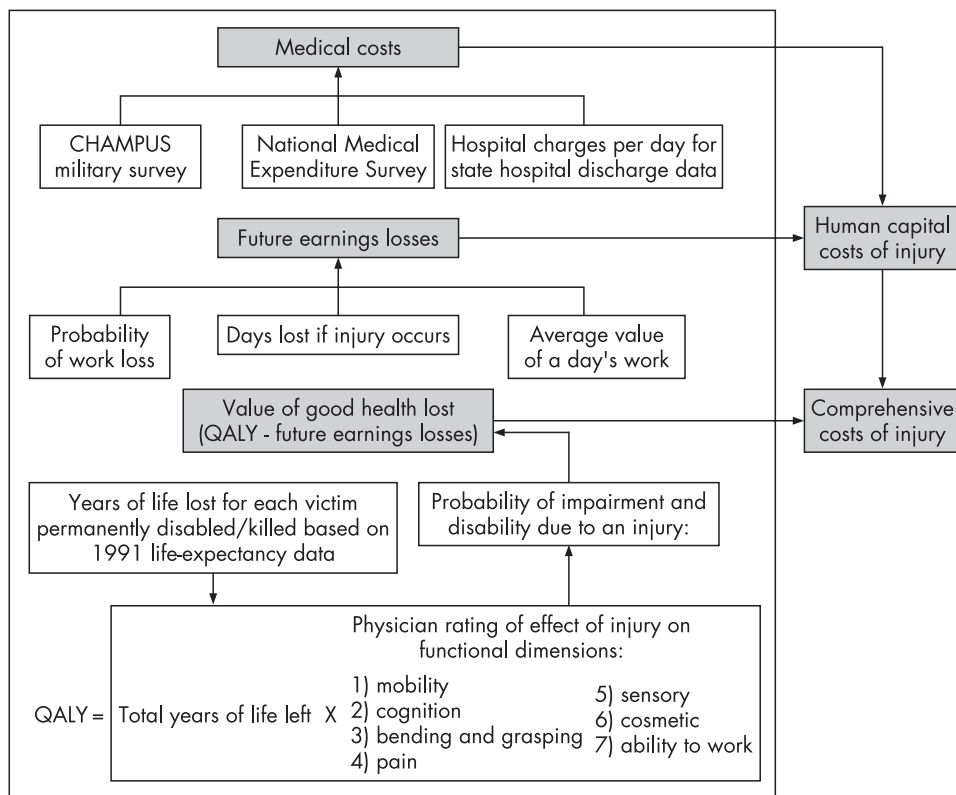 Medical costs
CHAMPUS
military survey
National Medical
Expenditure Survey
Hospital charges per day for
state hospital discharge data
Future earnings losses
Human capital
costs of injury
Probability
of work loss
Days lost if injury occurs
Average value
of a day's work
Value of good health lost
(QALY - future earnings losses)
Comprehensive
costs of injury
Years of life lost for each victim
permanently disabled/killed based on
1991 life-expectancy data
Probability of impairment and
disability due to an injury:
Physician rating of effect of injury on
functional dimensions:
QALY = Total years of life left X
1) mobility
2) cognition
3) bending and grasping
4) pain
5) sensory
6) cosmetic
7) ability to work